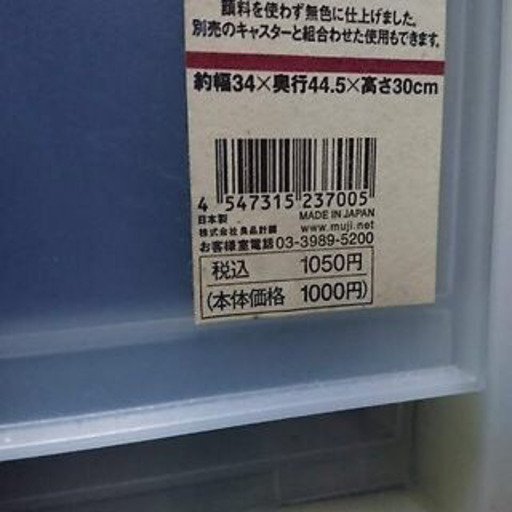 顔料を使わず無色に仕上げました。
別売のキャスターと組合わせた使用もできます。
約幅34×奥行44.5×高さ30cm
4 547315 237005
日本製 MADE IN JAPAN
株式会社 良品計画 www.muji.net
お客様室電話03-3989-5200
税込 1050円
(本体価格 1000円)